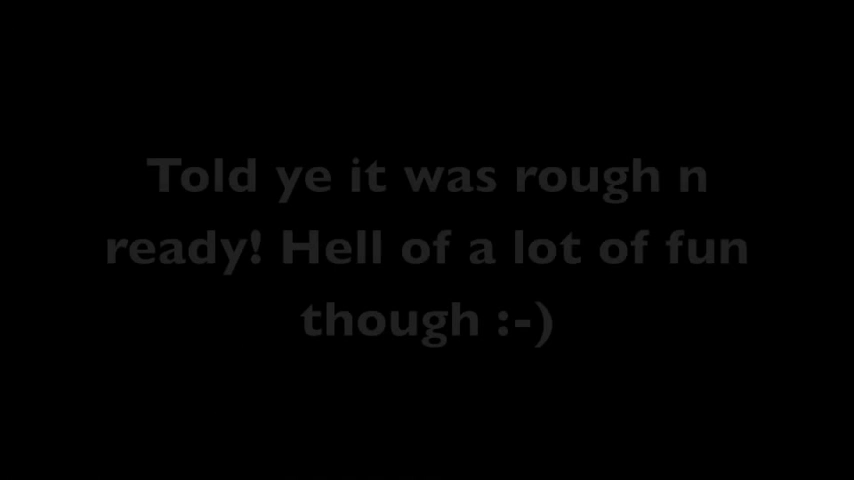 Told ye it was rough n
ready! Hell of a lot of fun
though :-)